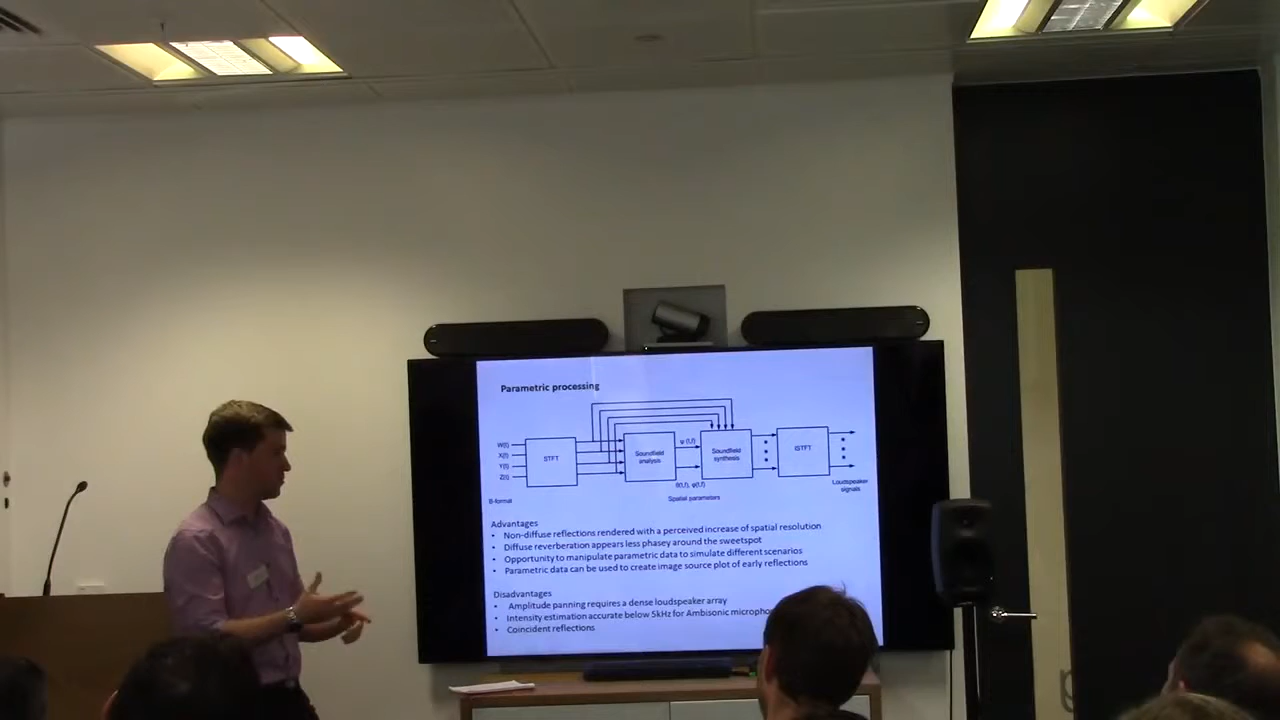 Parametric processing
W(t)
X(t)
Y(t)
Z(t)
B-format
STFT
Soundfield
analysis
ψ (t,f)
θ(t,f), φ(t,f)
Spatial parameters
Soundfield
synthesis
iSTFT
Loudspeaker
signals
Advantages
• Non-diffuse reflections rendered with a perceived increase of spatial resolution
• Diffuse reverberation appears less phasey around the sweetspot
• Opportunity to manipulate parametric data to simulate different scenarios
• Parametric data can be used to create image source plot of early reflections
Disadvantages
• Amplitude panning requires a dense loudspeaker array
• Intensity estimation accurate below 5kHz for Ambisonic
• Coincident reflections